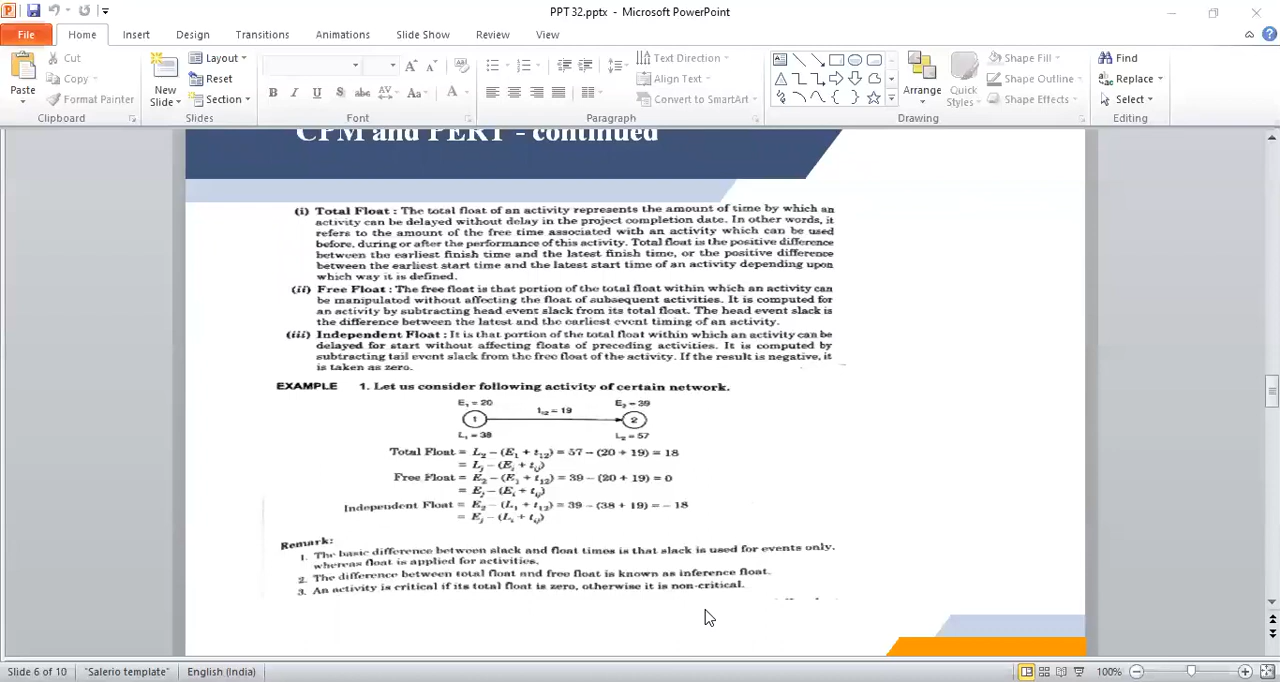 PPT 32.pptx - Microsoft PowerPoint
File Home Insert Design Transitions Animations Slide Show Review View
Paste
Cut
Copy
Format Painter
Clipboard
New Slide
Layout
Reset
Section
Slides
Font
Text Direction
Align Text
Convert to SmartArt
Paragraph
Arrange
Quick Styles
Shape Fill
Shape Outline
Shape Effects
Drawing
Find
Replace
Select
Editing
CPM and PERT - continued
(i) Total Float : The total float of an activity represents the amount of time by which an
activity can be delayed without delay in the project completion date. In other words, it
refers to the amount of the free time associated with an activity which can be used
before, during or after the performance of this activity. Total float is the positive difference
between the earliest finish time and the latest finish time, or the positive difference
between the earliest start time and the latest start time of an activity depending upon
which way it is defined.
(ii) Free Float : The free float is that portion of the total float within which an activity can
be manipulated without affecting the float of subsequent activities. It is computed for
an activity by subtracting head event slack from its total float. The head event slack is
the difference between the latest and the earliest event timing of an activity.
(iii) Independent Float : It is that portion of the total float within which an activity can be
delayed for start without affecting floats of preceding activities. It is computed by
subtracting tail event slack from the free float of the activity. If the result is negative, it
is taken as zero.
EXAMPLE 1. Let us consider following activity of certain network.
E₁ = 20 E₂ = 39
1 t₁₂ = 19 2
L₁ = 38 L₂ = 57
Total Float = L₂ – (E₁ + t₁₂) = 57 – (20 + 19) = 18
= Lⱼ – (Eᵢ + tᵢⱼ)
Free Float = E₂ – (E₁ + t₁₂) = 39 – (20 + 19) = 0
= Eⱼ – (Eᵢ + tᵢⱼ)
Independent Float = E₂ – (L₁ + t₁₂) = 39 – (38 + 19) = – 18
= Eⱼ – (Lᵢ + tᵢⱼ)
Remark:
1. The basic difference between slack and float times is that slack is used for events only,
whereas float is applied for activities.
2. The difference between total float and free float is known as inference float.
3. An activity is critical if its total float is zero, otherwise it is non-critical.
Slide 6 of 10 "Salerio template" English (India) 100%